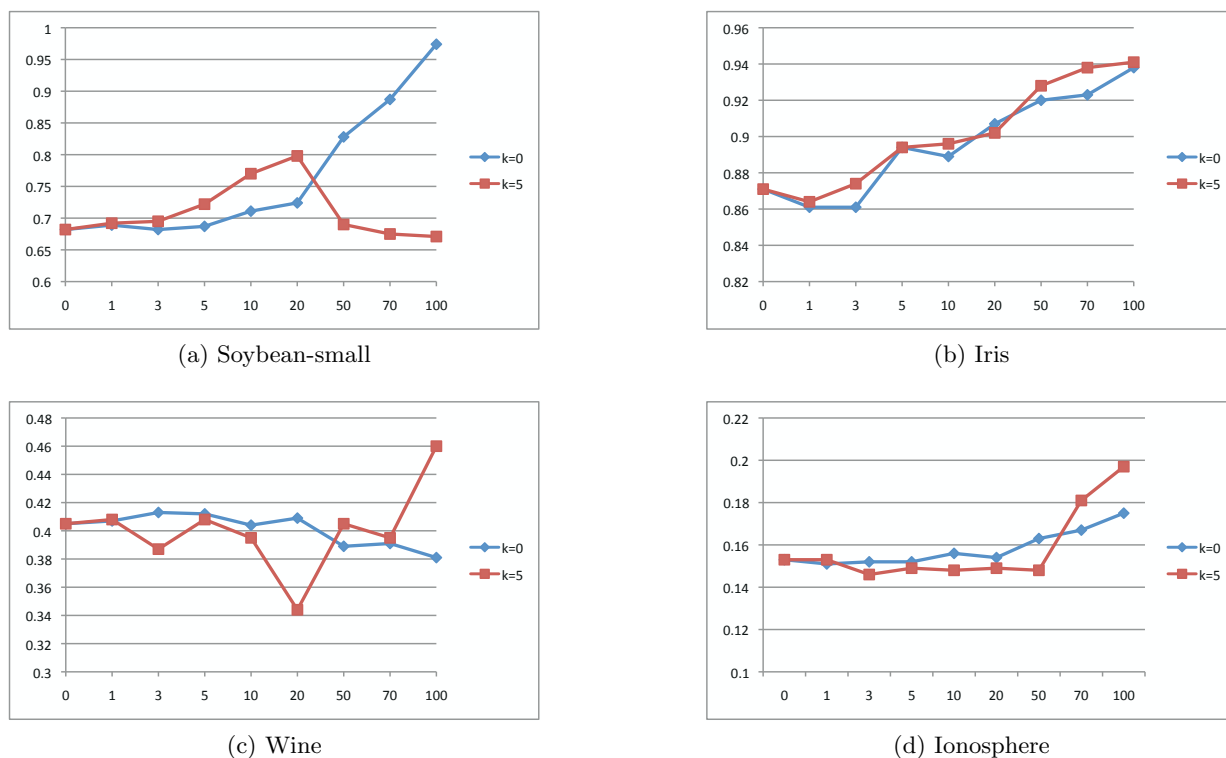 1
0.95
0.9
0.85
0.8
0.75
0.7
0.65
0.6
0 1 3 5 10 20 50 70 100
k=0
k=5
(a) Soybean-small
0.96
0.94
0.92
0.9
0.88
0.86
0.84
0.82
0 1 3 5 10 20 50 70 100
k=0
k=5
(b) Iris
0.48
0.46
0.44
0.42
0.4
0.38
0.36
0.34
0.32
0.3
0 1 3 5 10 20 50 70 100
k=0
k=5
(c) Wine
0.22
0.2
0.18
0.16
0.14
0.12
0.1
0 1 3 5 10 20 50 70 100
k=0
k=5
(d) Ionosphere